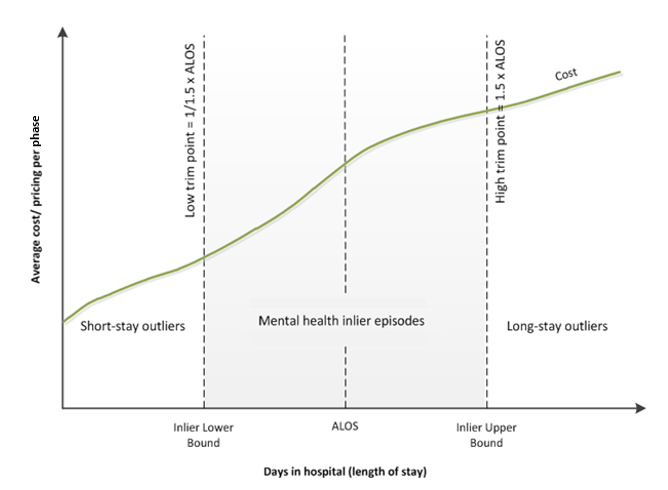 Average cost/ pricing per phase
Low trim point = 1/1.5 x ALOS
High trim point = 1.5 x ALOS
Cost
Short-stay outliers
Mental health inlier episodes
Long-stay outliers
Inlier Lower
Bound
ALOS
Inlier Upper
Bound
Days in hospital (length of stay)